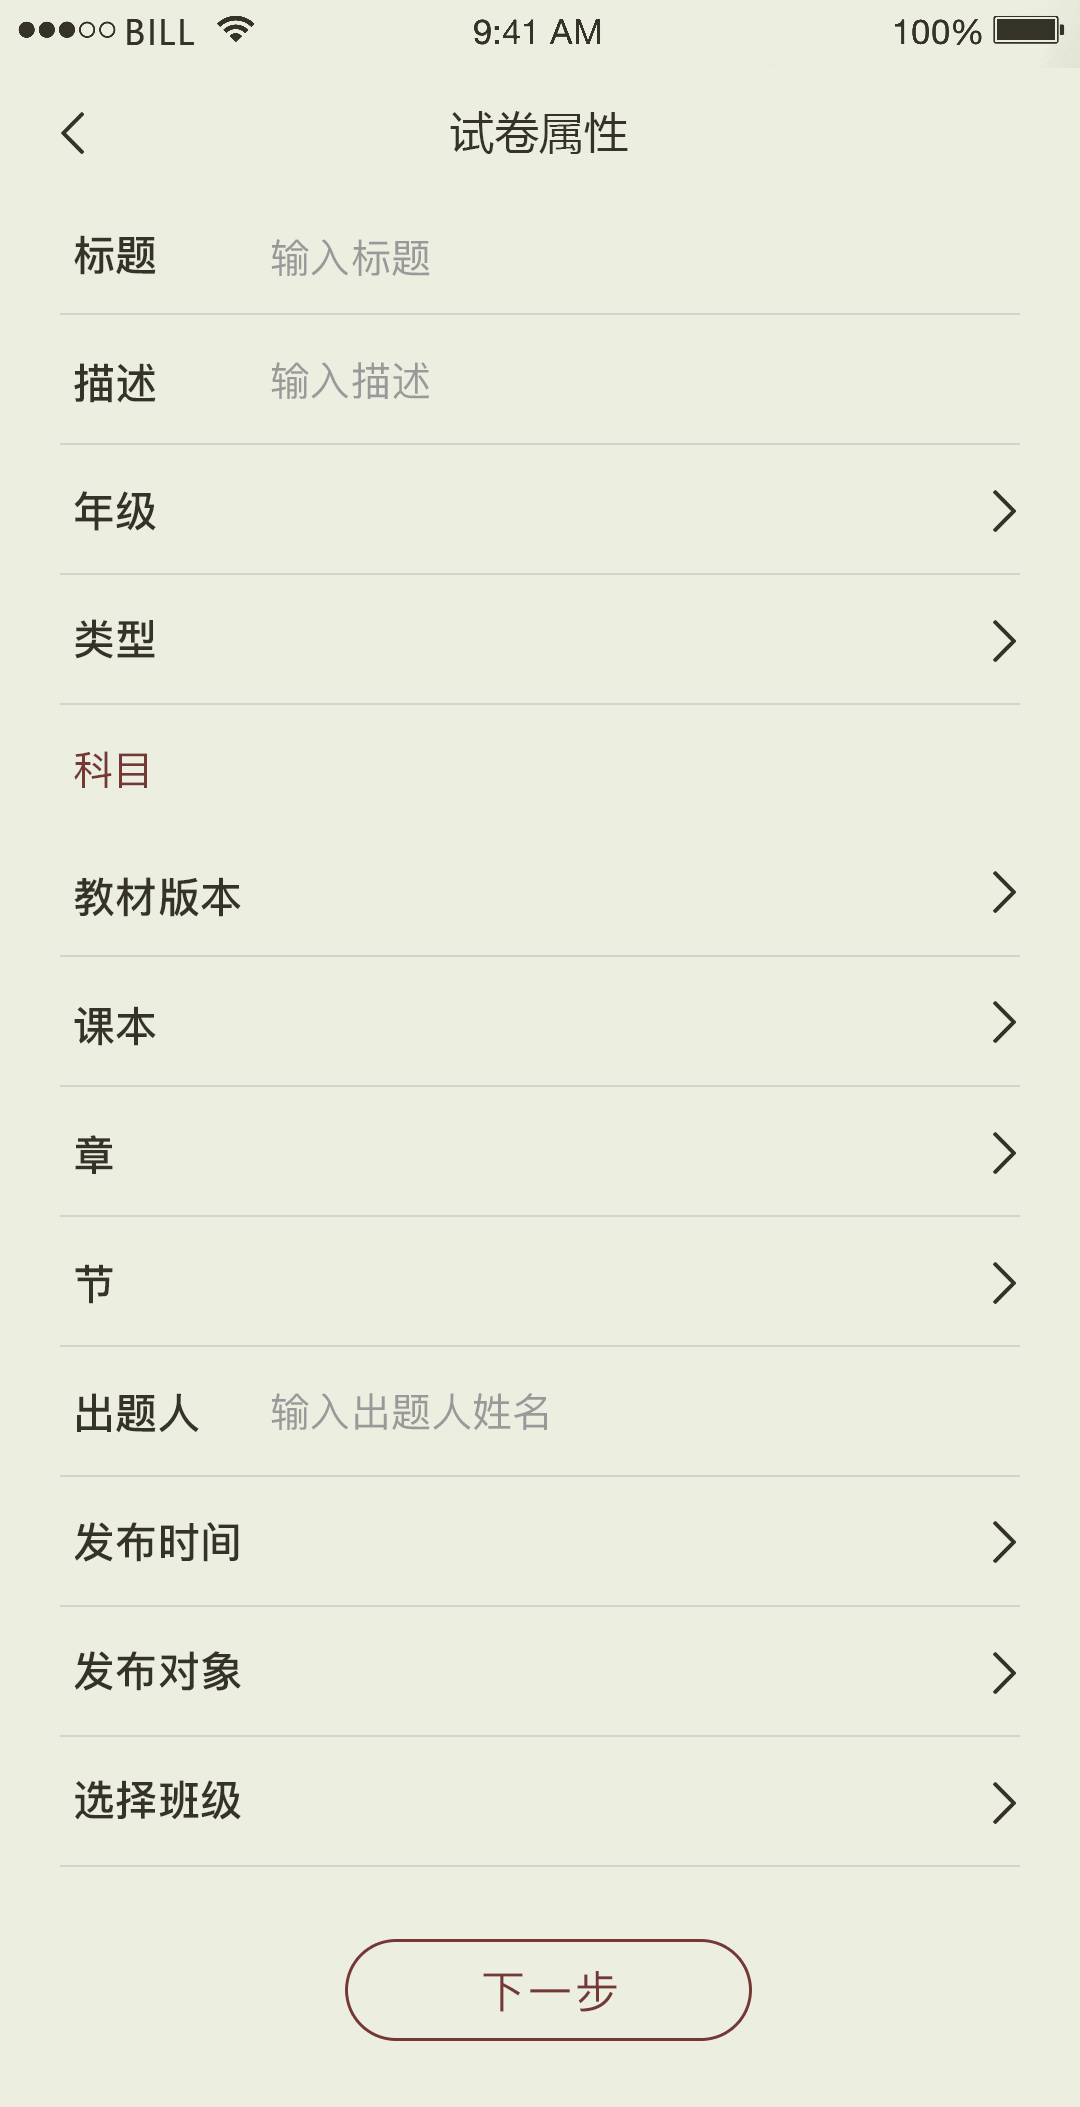 BILL 9:41 AM 100%
试卷属性
标题 输入标题
描述 输入描述
年级
类型
科目
教材版本
课本
章
节
出题人 输入出题人姓名
发布时间
发布对象
选择班级
下一步